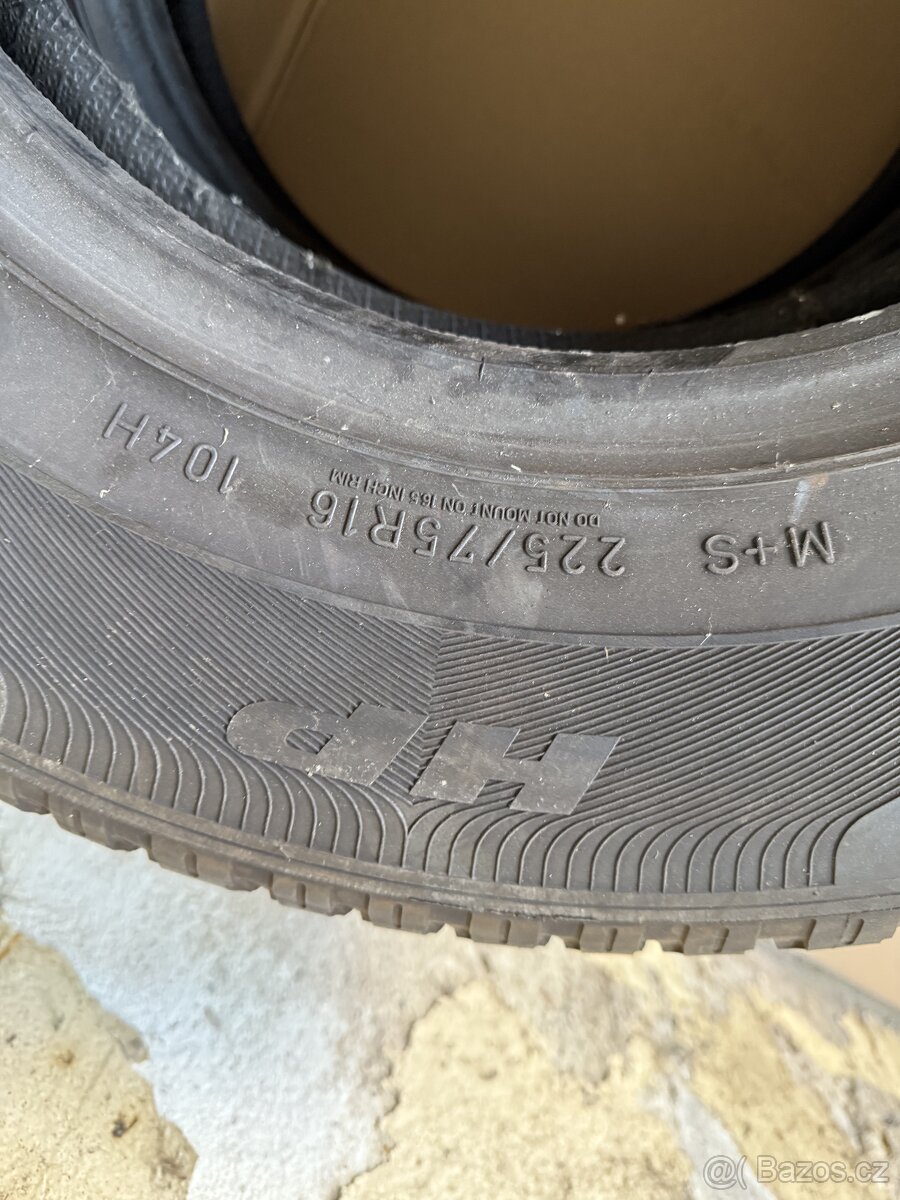 M+S 225/75R16 104H
DO NOT MOUNT ON 16.5 INCH RIM
HP
@( Bazos.cz